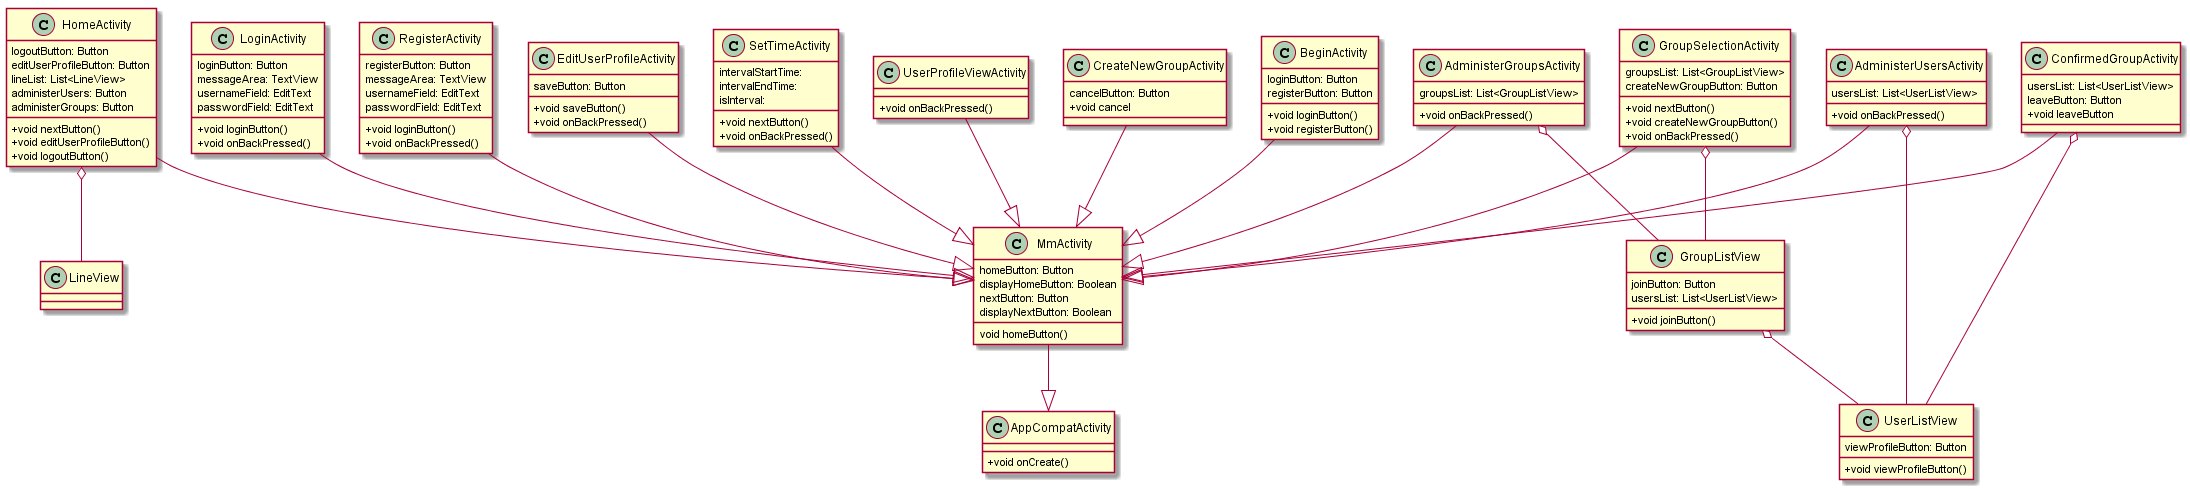 C HomeActivity
logoutButton: Button
editUserProfileButton: Button
lineList: List<LineView>
administerUsers: Button
administerGroups: Button
+void nextButton()
+void editUserProfileButton()
+void logoutButton()
C LoginActivity
loginButton: Button
messageArea: TextView
usernameField: EditText
passwordField: EditText
+void loginButton()
+void onBackPressed()
C RegisterActivity
registerButton: Button
messageArea: TextView
usernameField: EditText
passwordField: EditText
+void loginButton()
+void onBackPressed()
C EditUserProfileActivity
saveButton: Button
+void saveButton()
+void onBackPressed()
C SetTimeActivity
intervalStartTime:
intervalEndTime:
isInterval:
+void nextButton()
+void onBackPressed()
C UserProfileViewActivity
+void onBackPressed()
C CreateNewGroupActivity
cancelButton: Button
+void cancel
C BeginActivity
loginButton: Button
registerButton: Button
+void loginButton()
+void registerButton()
C AdministerGroupsActivity
groupsList: List<GroupListView>
+void onBackPressed()
C GroupSelectionActivity
groupsList: List<GroupListView>
createNewGroupButton: Button
+void nextButton()
+void createNewGroupButton()
+void onBackPressed()
C AdministerUsersActivity
usersList: List<UserListView>
+void onBackPressed()
C ConfirmedGroupActivity
usersList: List<UserListView>
leaveButton: Button
+void leaveButton
C LineView
C MmActivity
homeButton: Button
displayHomeButton: Boolean
nextButton: Button
displayNextButton: Boolean
void homeButton()
C GroupListView
joinButton: Button
usersList: List<UserListView>
+void joinButton()
C AppCompatActivity
+void onCreate()
C UserListView
viewProfileButton: Button
+void viewProfileButton()